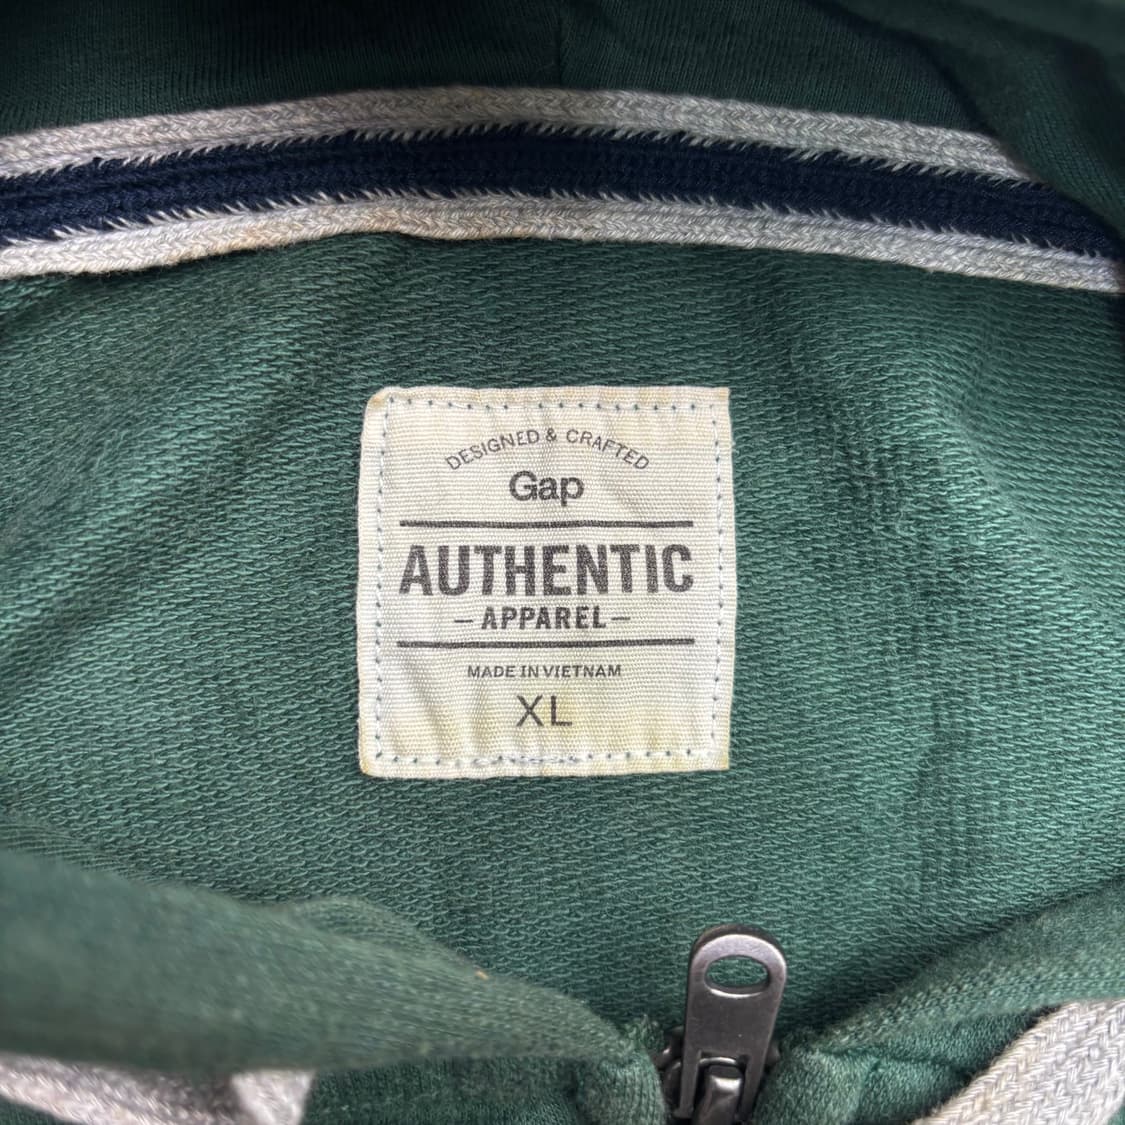 DESIGNED & CRAFTED
Gap
AUTHENTIC
- APPAREL -
MADE IN VIETNAM
XL